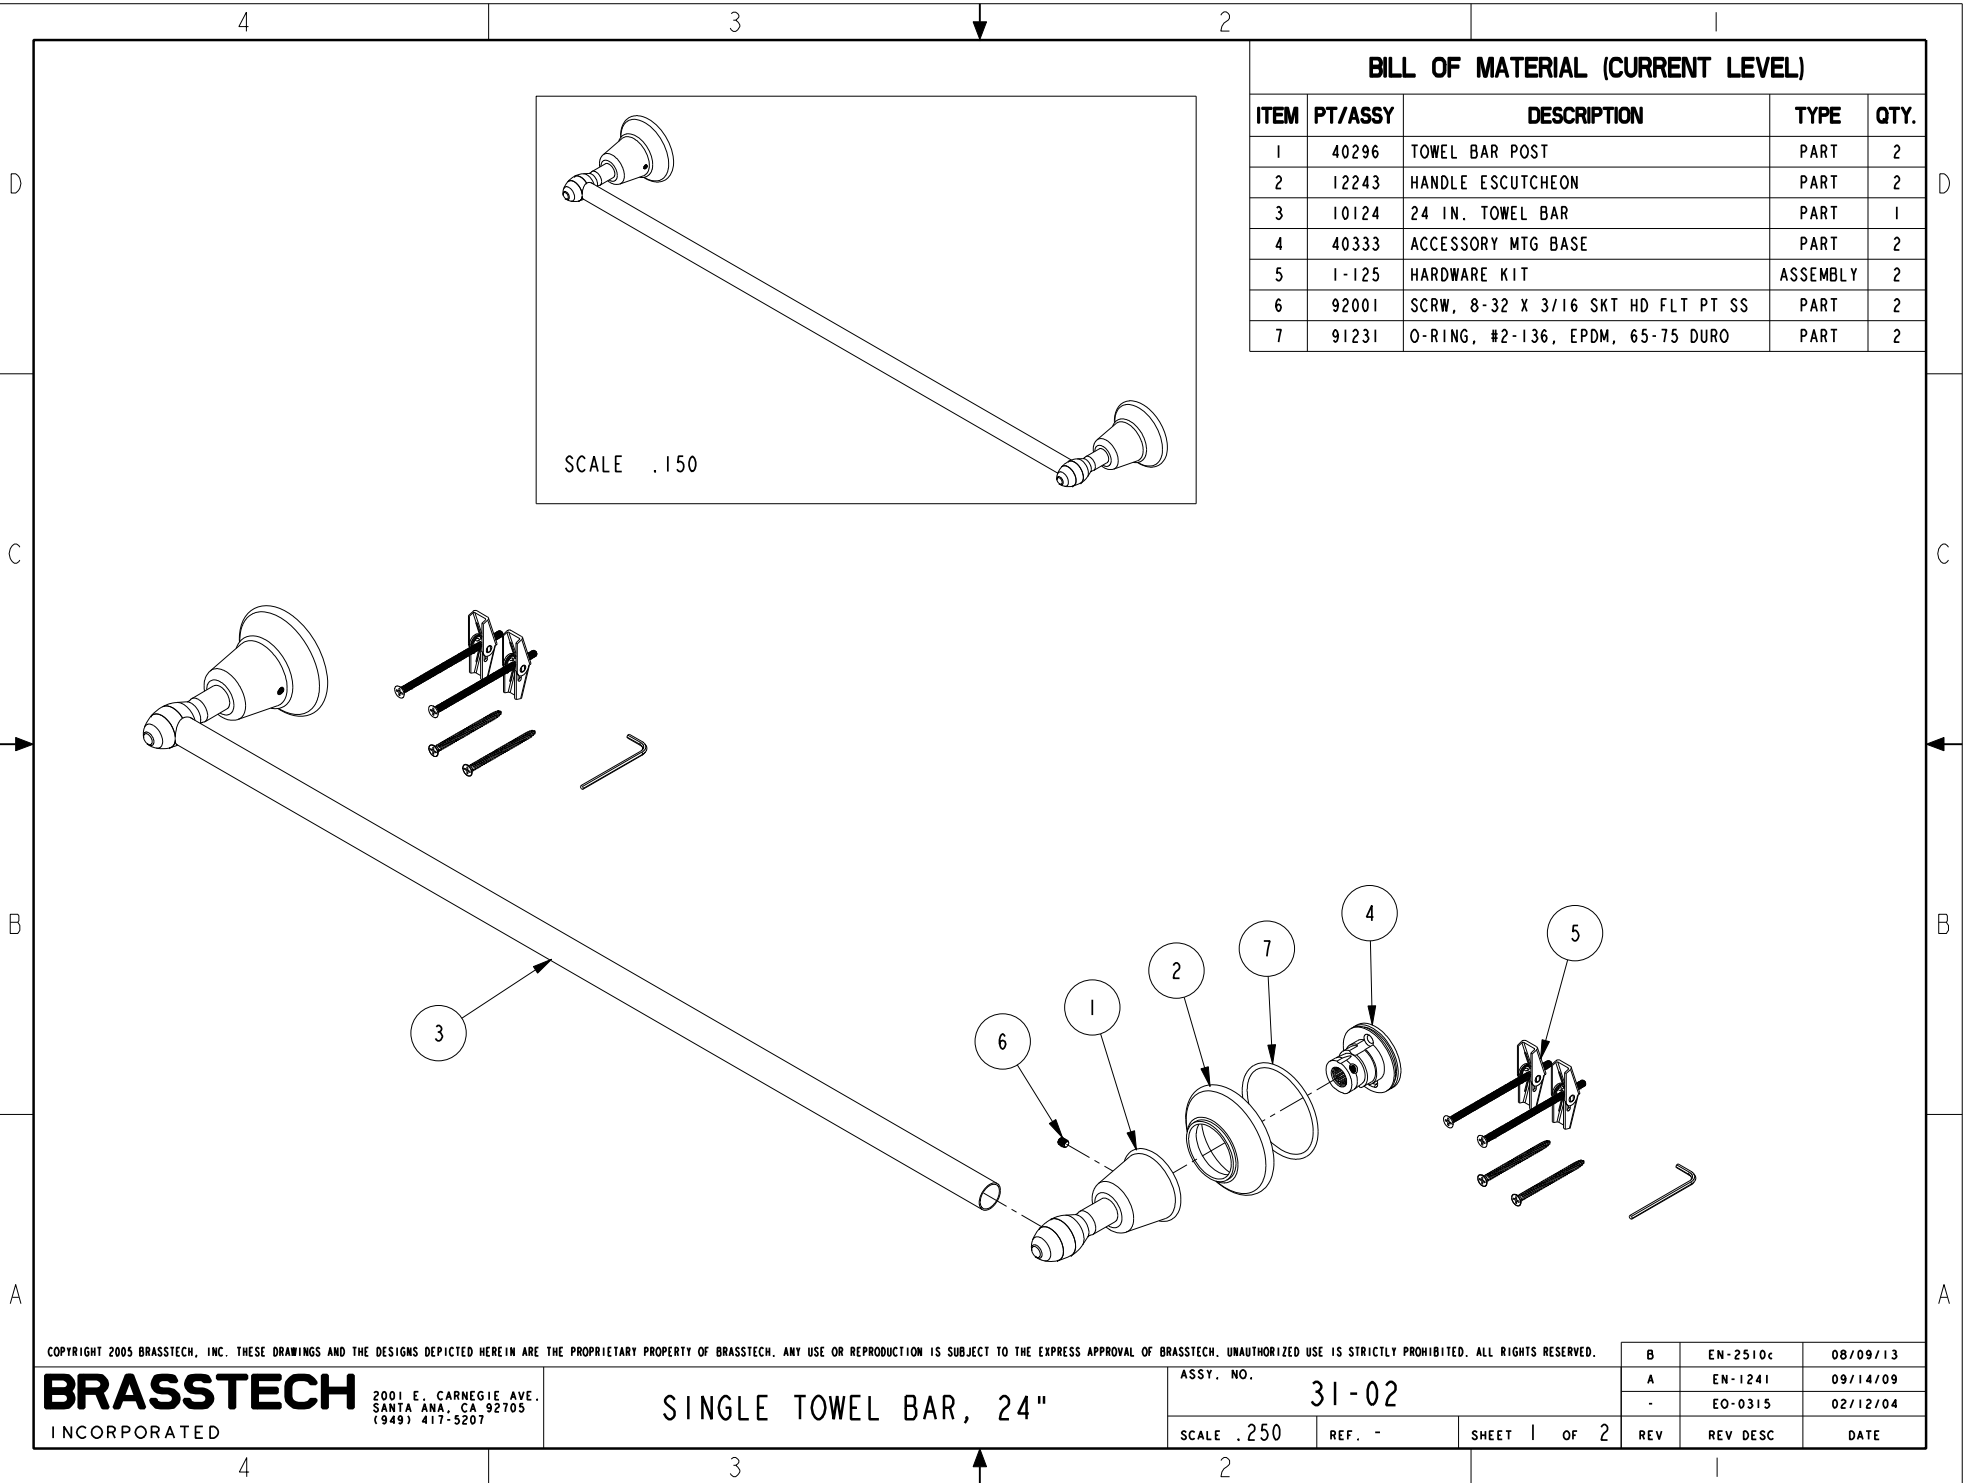 4 3 2 1
BILL OF MATERIAL (CURRENT LEVEL)
ITEM PT/ASSY DESCRIPTION TYPE QTY.
1 40296 TOWEL BAR POST PART 2
2 12243 HANDLE ESCUTCHEON PART 2
3 10124 24 IN. TOWEL BAR PART 1
4 40333 ACCESSORY MTG BASE PART 2
5 1-125 HARDWARE KIT ASSEMBLY 2
6 92001 SCRW, 8-32 X 3/16 SKT HD FLT PT SS PART 2
7 91231 O-RING, #2-136, EPDM, 65-75 DURO PART 2
D D
SCALE .150
C C
B B
4
5
7
2
1
3
6
A A
COPYRIGHT 2005 BRASSTECH, INC. THESE DRAWINGS AND THE DESIGNS DEPICTED HEREIN ARE THE PROPRIETARY PROPERTY OF BRASSTECH. ANY USE OR REPRODUCTION IS SUBJECT TO THE EXPRESS APPROVAL OF BRASSTECH. UNAUTHORIZED USE IS STRICTLY PROHIBITED. ALL RIGHTS RESERVED.
BRASSTECH
INCORPORATED
2001 E. CARNEGIE AVE.
SANTA ANA, CA 92705
(949) 417-5207
SINGLE TOWEL BAR, 24"
ASSY. NO.
31-02
SCALE .250 REF. - SHEET 1 OF 2
B EN-2510c 08/09/13
A EN-1241 09/14/09
- EO-0315 02/12/04
REV REV DESC DATE
4 3 2 1